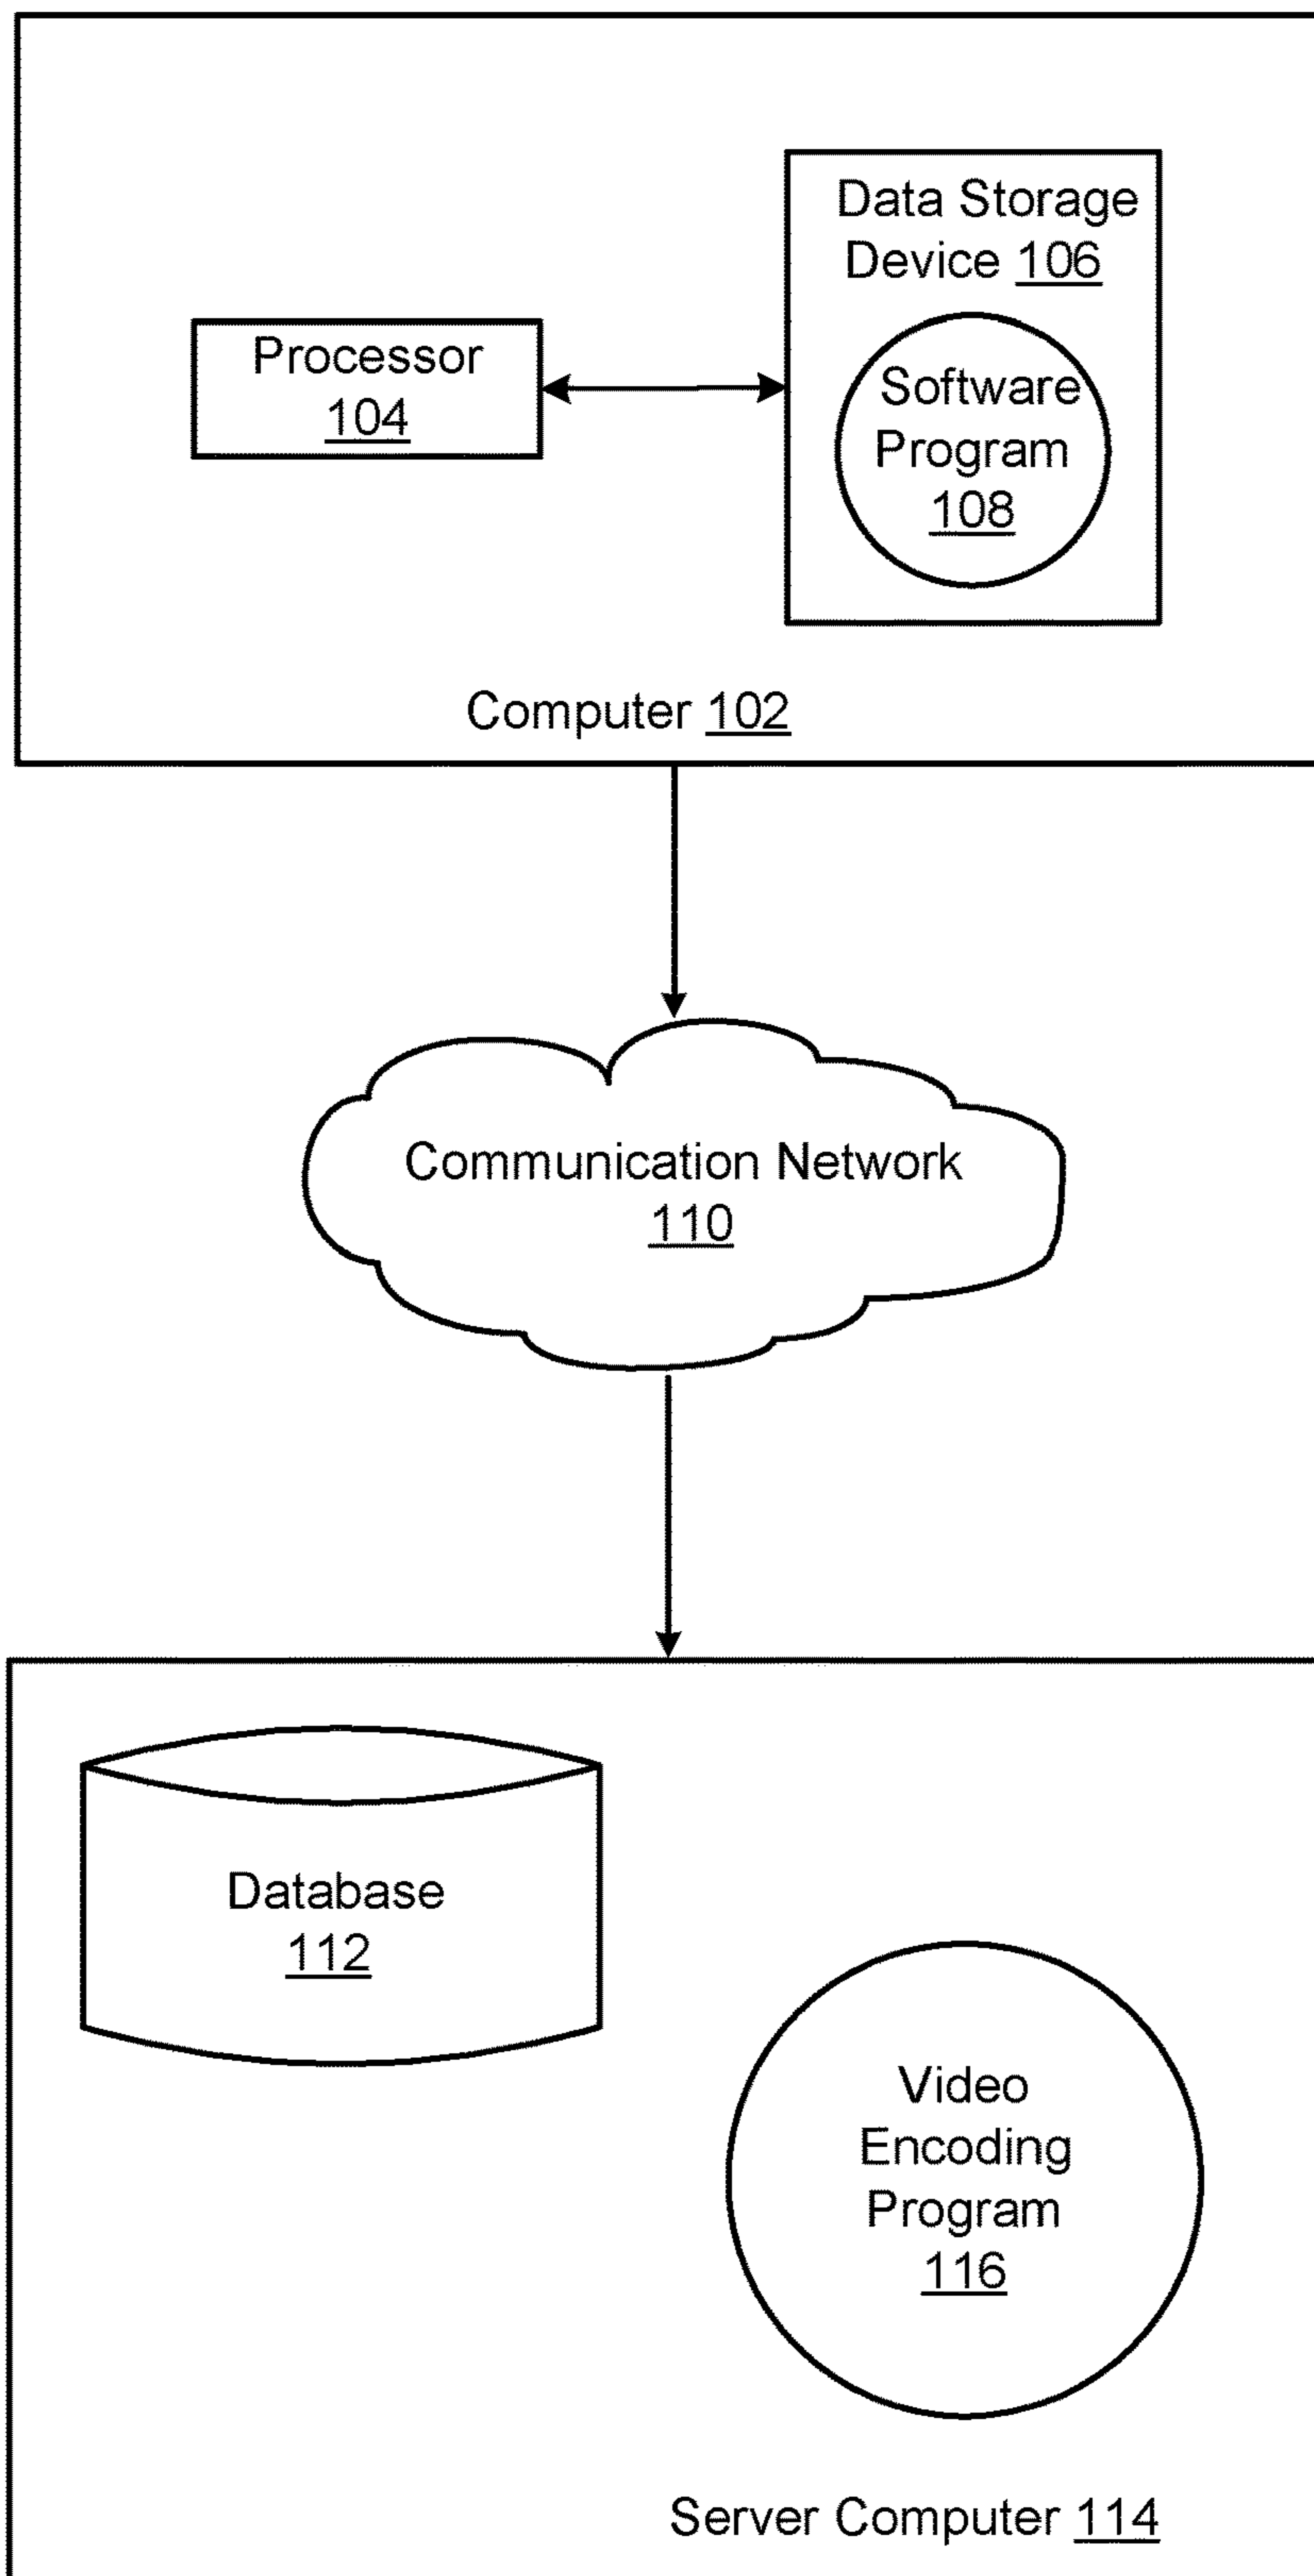 Data Storage
Device 106
Processor
104
Software
Program
108
Computer 102
Communication Network
110
Database
112
Video
Encoding
Program
116
Server Computer 114